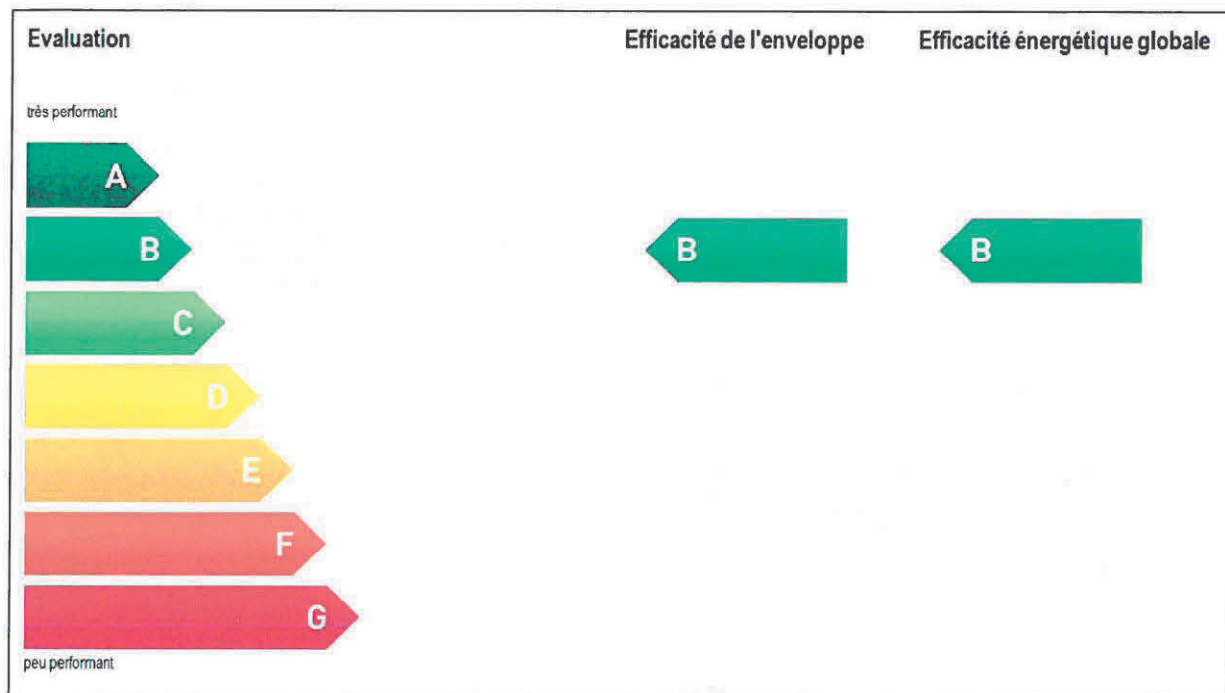 Evaluation
Efficacité de l'enveloppe
Efficacité énergétique globale
très performant
A
B
B
B
C
D
E
F
G
peu performant